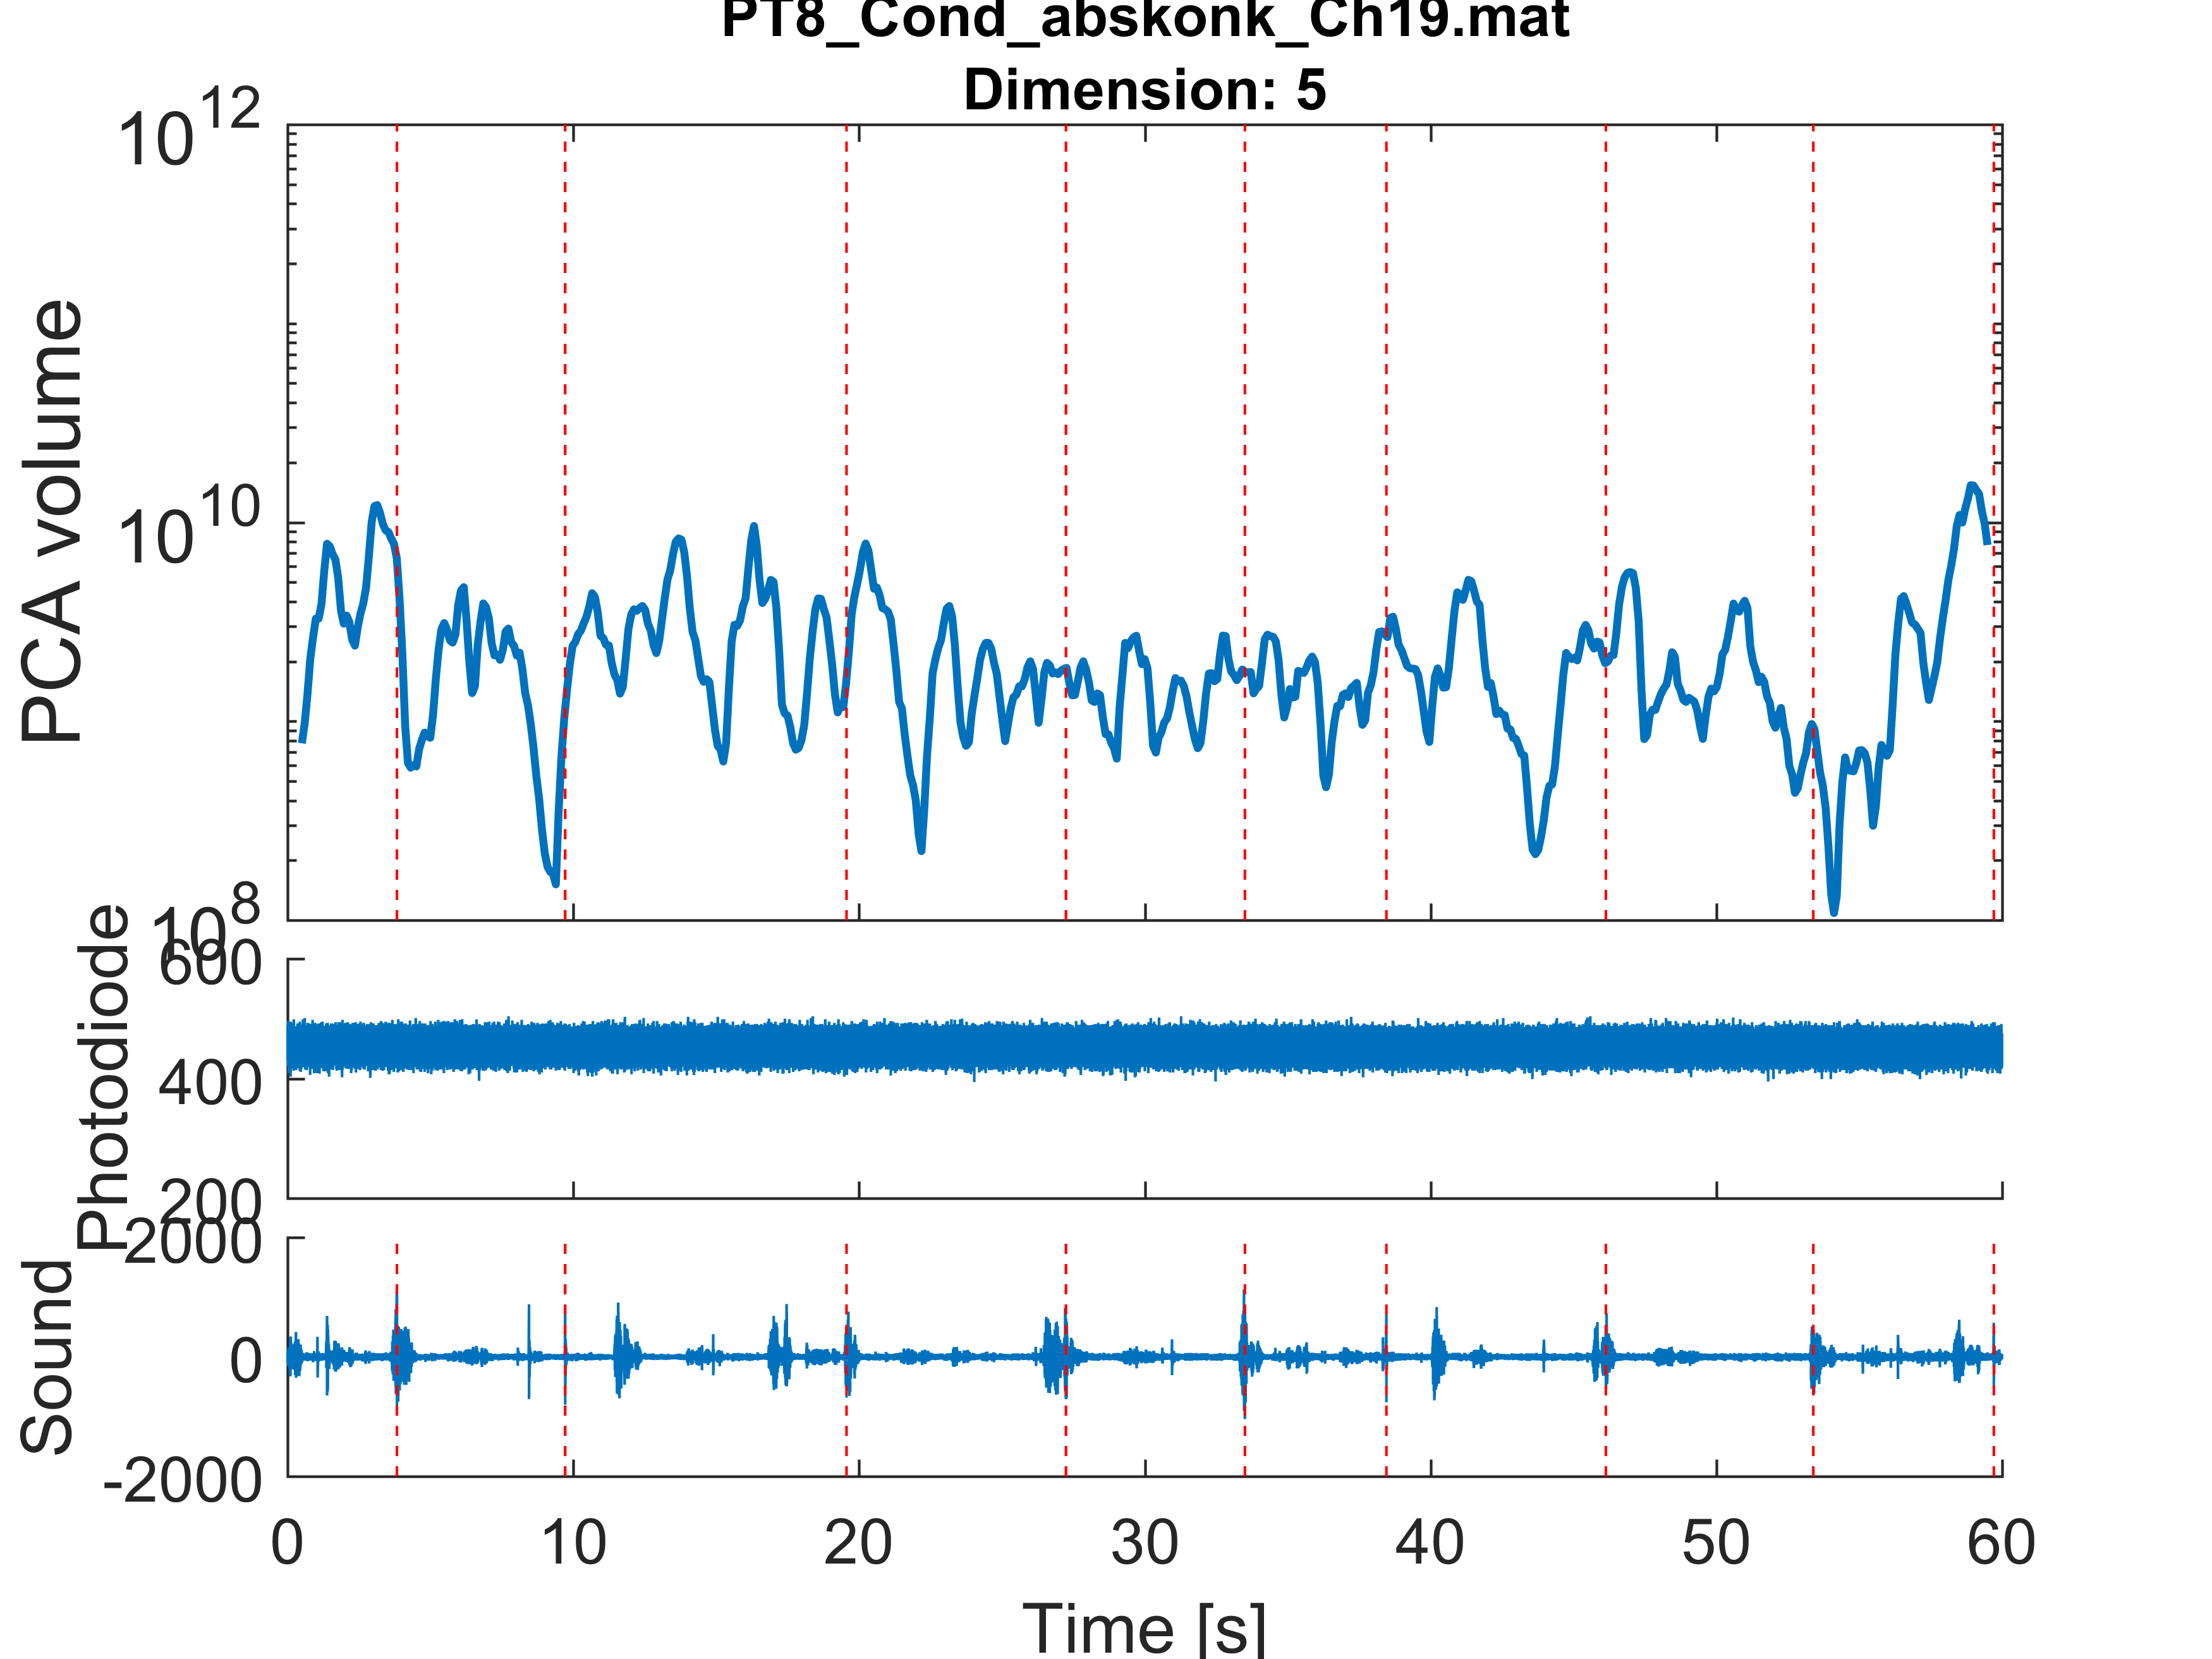 PT8_Cond_abskonk_Ch19.mat
Dimension: 5
PCA volume
10^12
10^10
10^8
Photodiode
600
400
200
Sound
2000
0
-2000
0 10 20 30 40 50 60
Time [s]